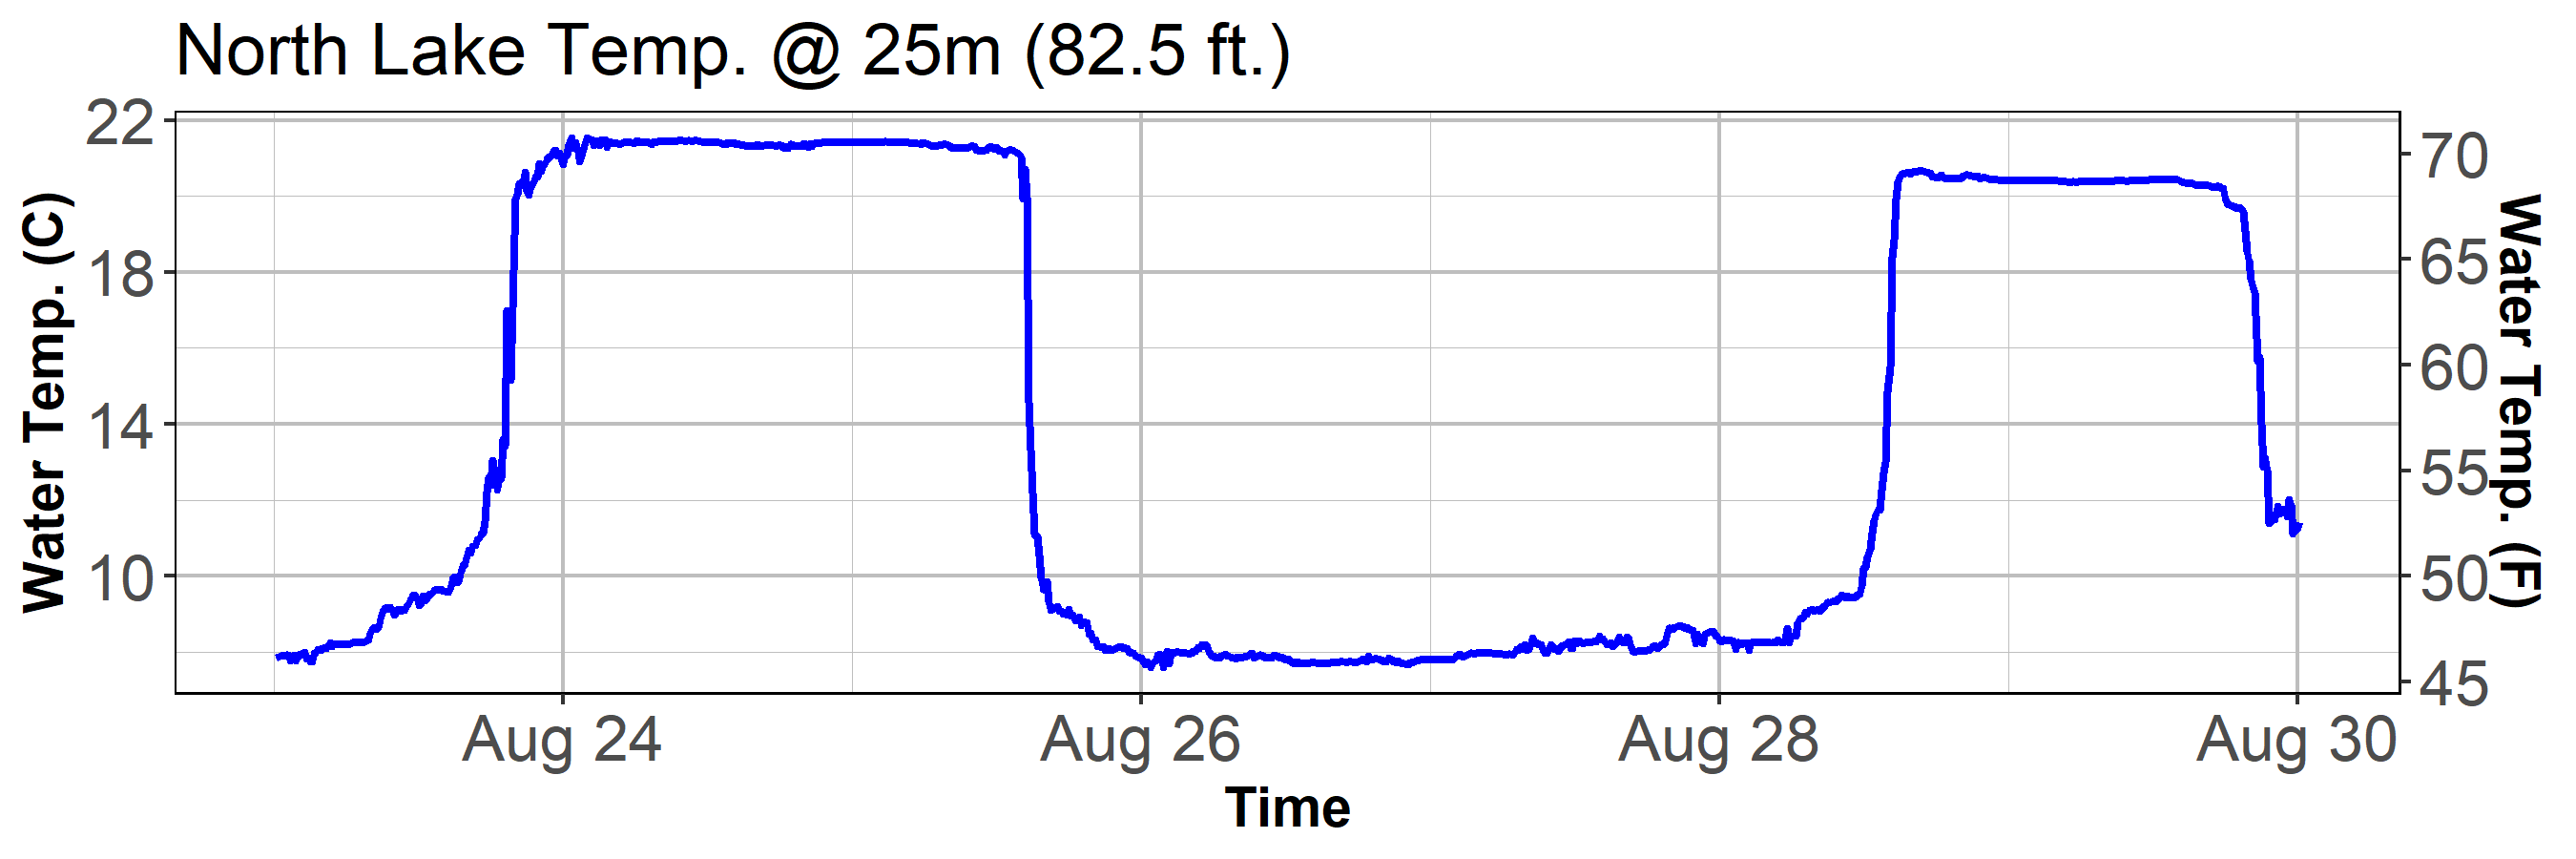 North Lake Temp. @ 25m (82.5 ft.)
Water Temp. (C)
22
18
14
10
70
65
60
55
50
45
Water Temp. (F)
Aug 24 Aug 26 Aug 28 Aug 30
Time